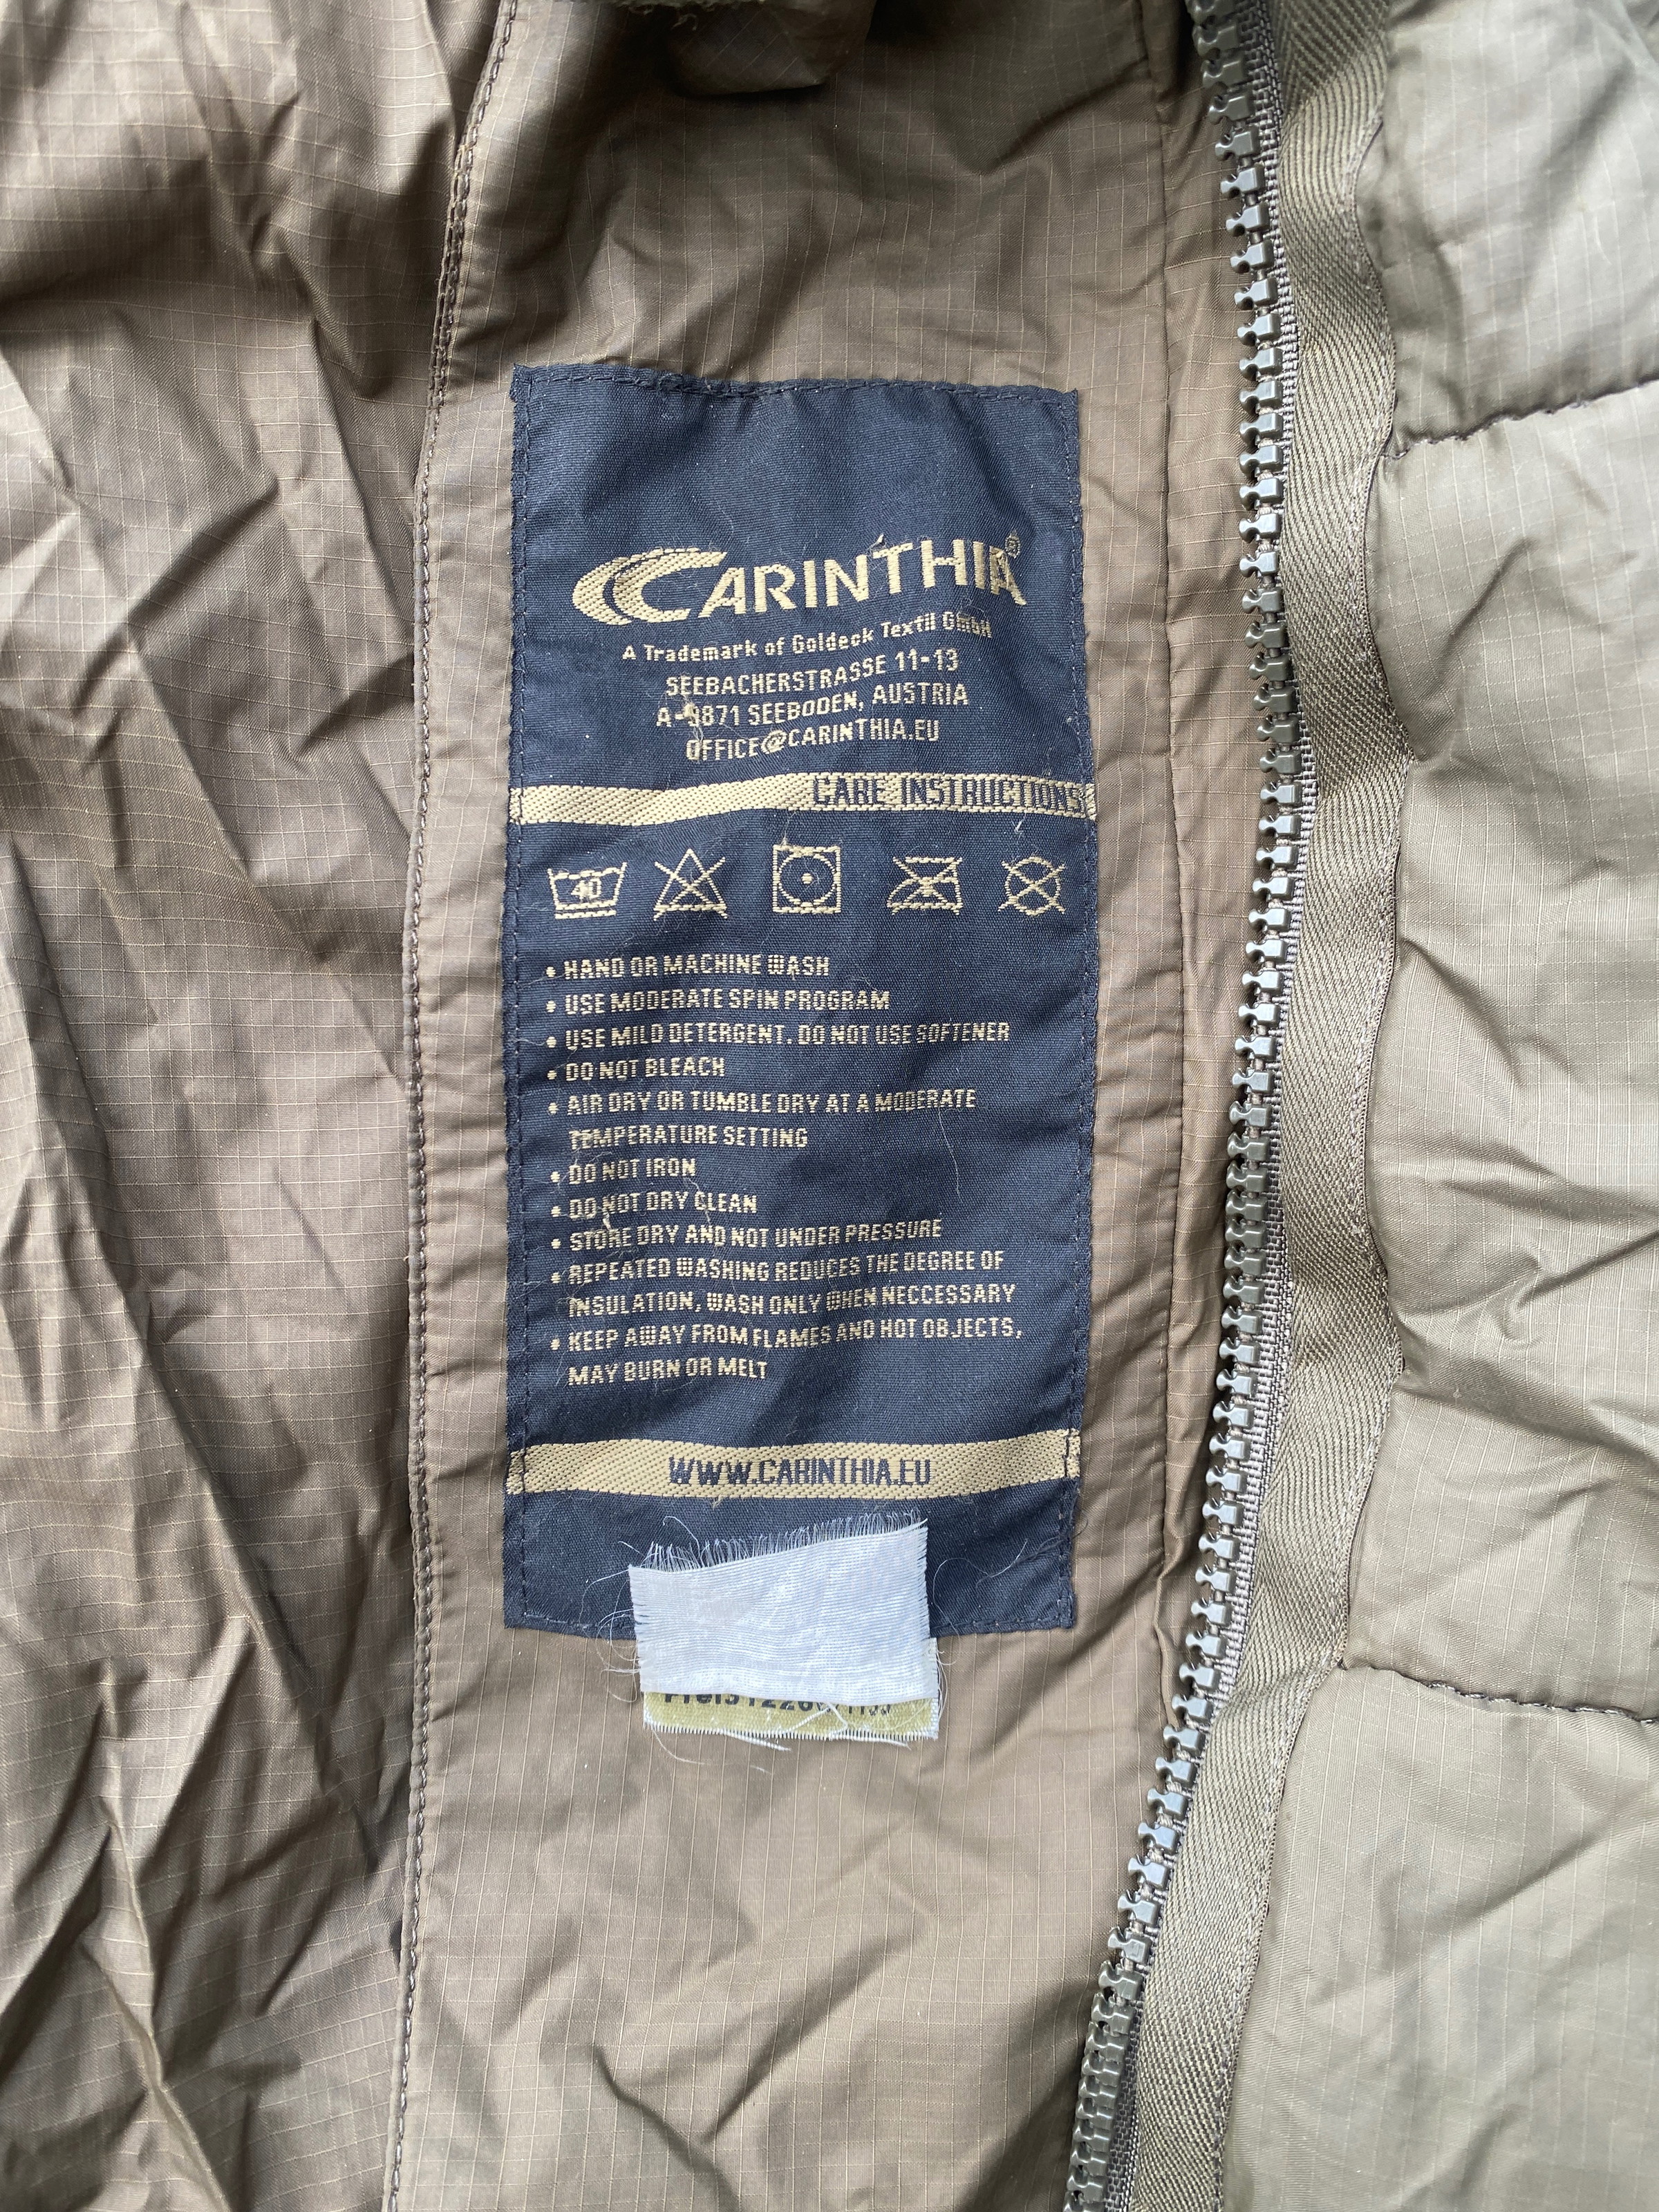 CARINTHIA®
A Trademark of Goldeck Textil GmbH
SEEBACHERSTRASSE 11-13
A-9871 SEEBODEN, AUSTRIA
OFFICE@CARINTHIA.EU
CARE INSTRUCTIONS
40
• HAND OR MACHINE WASH
• USE MODERATE SPIN PROGRAM
• USE MILD DETERGENT. DO NOT USE SOFTENER
• DO NOT BLEACH
• AIR DRY OR TUMBLE DRY AT A MODERATE
TEMPERATURE SETTING
• DO NOT IRON
• DO NOT DRY CLEAN
• STORE DRY AND NOT UNDER PRESSURE
• REPEATED WASHING REDUCES THE DEGREE OF
INSULATION, WASH ONLY WHEN NECCESSARY
• KEEP AWAY FROM FLAMES AND HOT OBJECTS,
MAY BURN OR MELT
WWW.CARINTHIA.EU